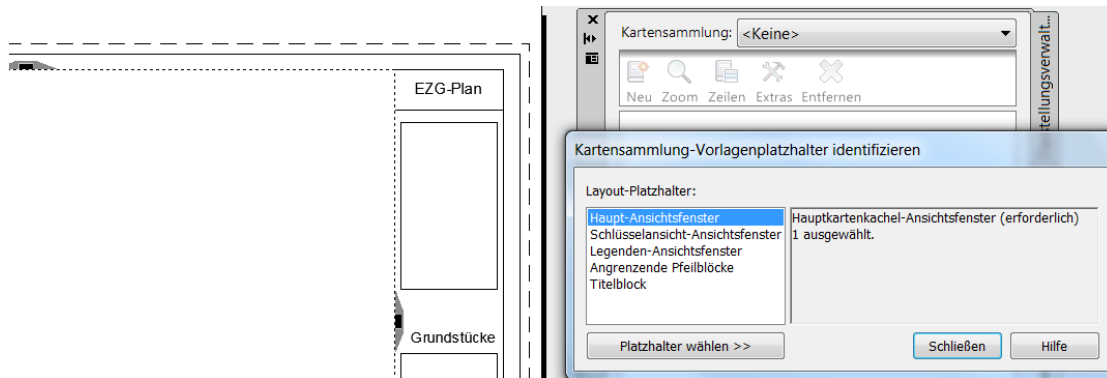 EZG-Plan
Grundstücke
Kartensammlung: <Keine>
Neu Zoom Zeilen Extras Entfernen
Kartensammlung-Vorlagenplatzhalter identifizieren
Layout-Platzhalter:
Haupt-Ansichtsfenster
Schlüsselansicht-Ansichtsfenster
Legenden-Ansichtsfenster
Angrenzende Pfeilblöcke
Titelblock
Hauptkartenkachel-Ansichtsfenster (erforderlich)
1 ausgewählt.
Platzhalter wählen >>
Schließen
Hilfe